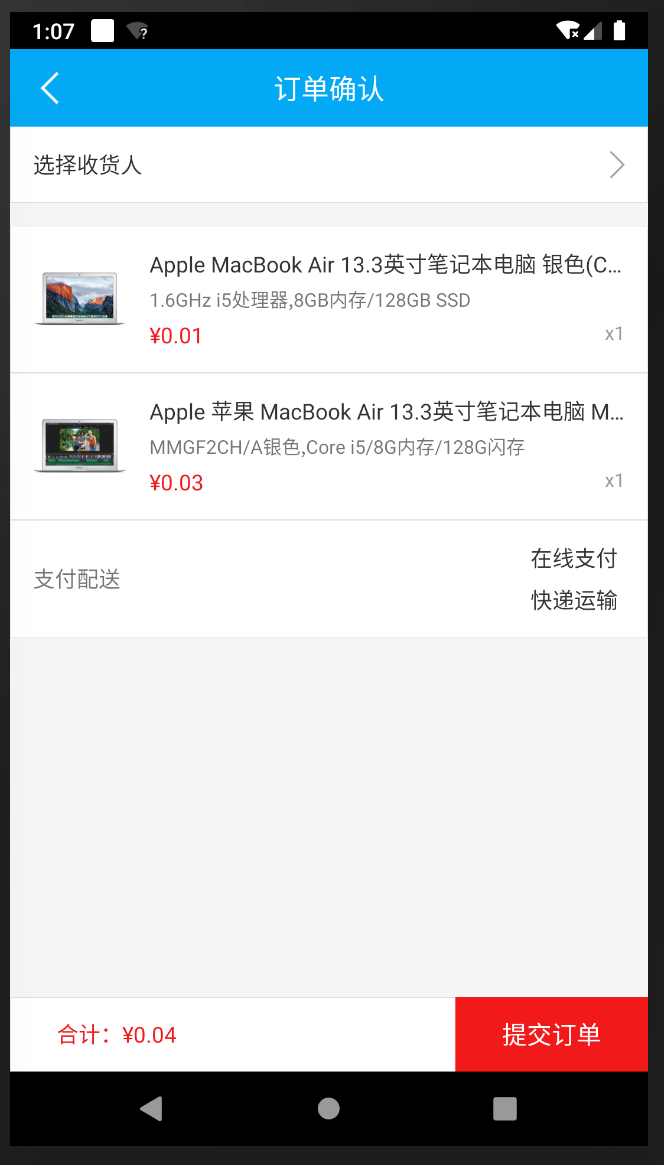 1:07
订单确认
选择收货人
Apple MacBook Air 13.3英寸笔记本电脑 银色(C...
1.6GHz i5处理器,8GB内存/128GB SSD
¥0.01
x1
Apple 苹果 MacBook Air 13.3英寸笔记本电脑 M...
MMGF2CH/A银色,Core i5/8G内存/128G闪存
¥0.03
x1
支付配送
在线支付
快递运输
合计：¥0.04
提交订单